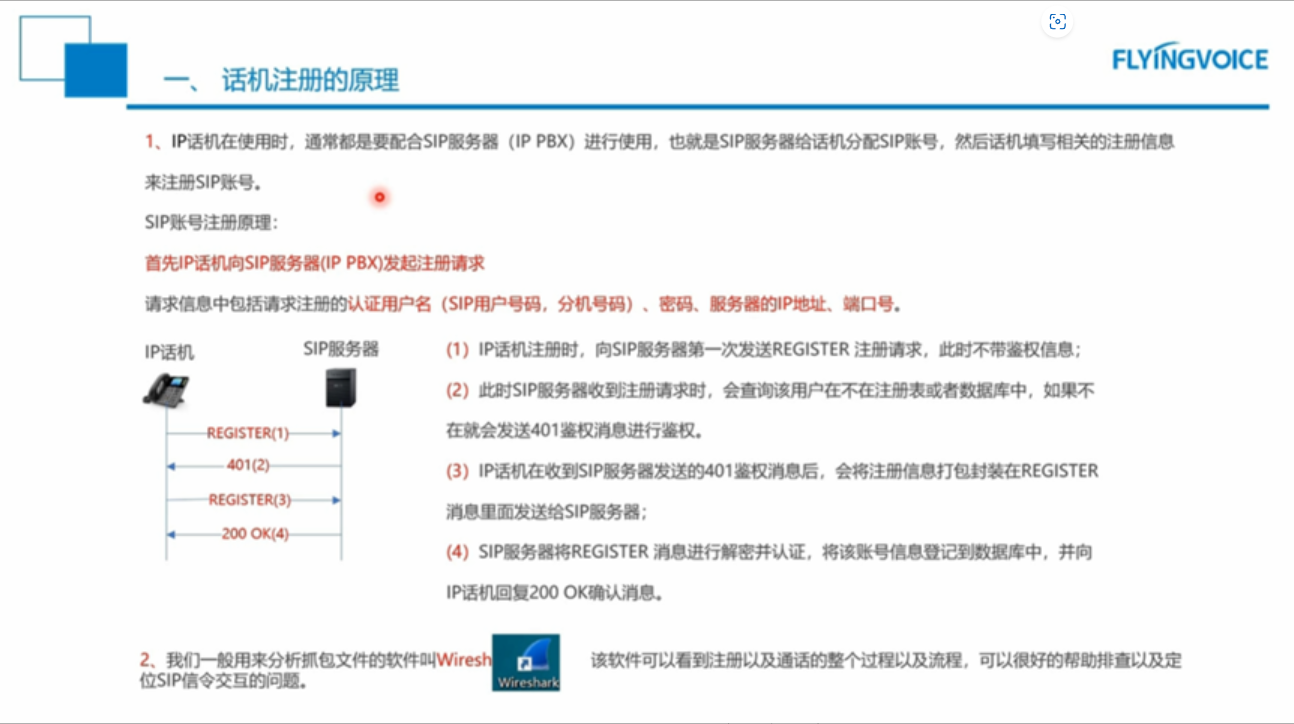 FLYINGVOICE
一、 话机注册的原理
1、IP话机在使用时，通常都是要配合SIP服务器（IP PBX）进行使用，也就是SIP服务器给话机分配SIP账号，然后话机填写相关的注册信息
来注册SIP账号。
SIP账号注册原理：
首先IP话机向SIP服务器(IP PBX)发起注册请求
请求信息中包括请求注册的认证用户名（SIP用户号码，分机号码）、密码、服务器的IP地址、端口号。
IP话机
SIP服务器
REGISTER(1)
401(2)
REGISTER(3)
200 OK(4)
(1) IP话机注册时，向SIP服务器第一次发送REGISTER 注册请求，此时不带鉴权信息；
(2) 此时SIP服务器收到注册请求时，会查询该用户在不在注册表或者数据库中，如果不
在就会发送401鉴权消息进行鉴权。
(3) IP话机在收到SIP服务器发送的401鉴权消息后，会将注册信息打包封装在REGISTER
消息里面发送给SIP服务器；
(4) SIP服务器将REGISTER 消息进行解密并认证，将该账号信息登记到数据库中，并向
IP话机回复200 OK确认消息。
2、我们一般用来分析抓包文件的软件叫Wiresh
Wireshark
该软件可以看到注册以及通话的整个过程以及流程，可以很好的帮助排查以及定
位SIP信令交互的问题。